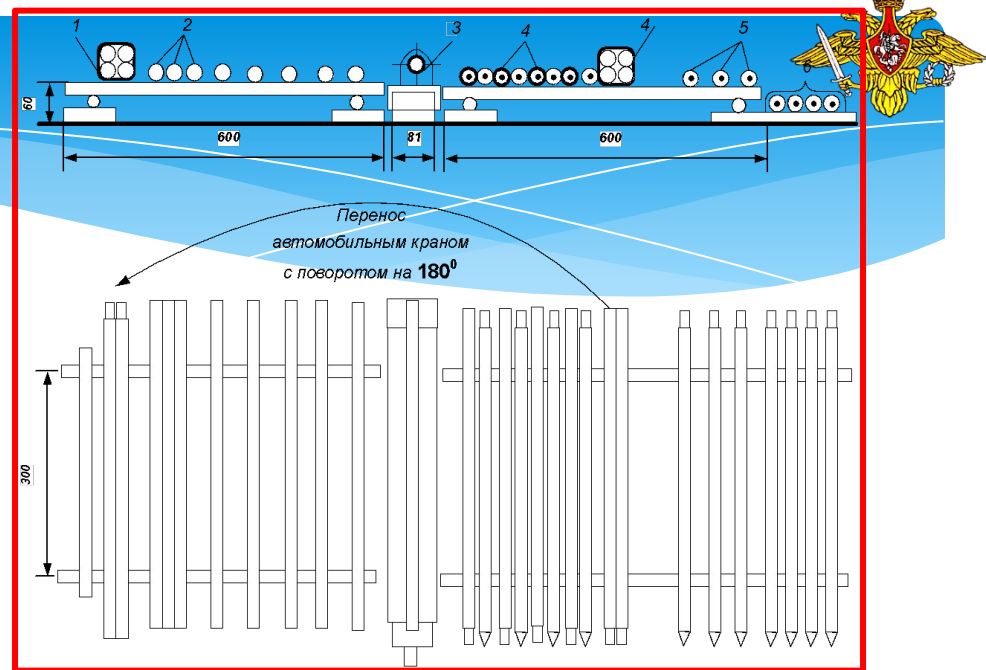 1 2 3 4 4 5
6
60
600 81 600
Перенос
автомобильным краном
с поворотом на 180⁰
300